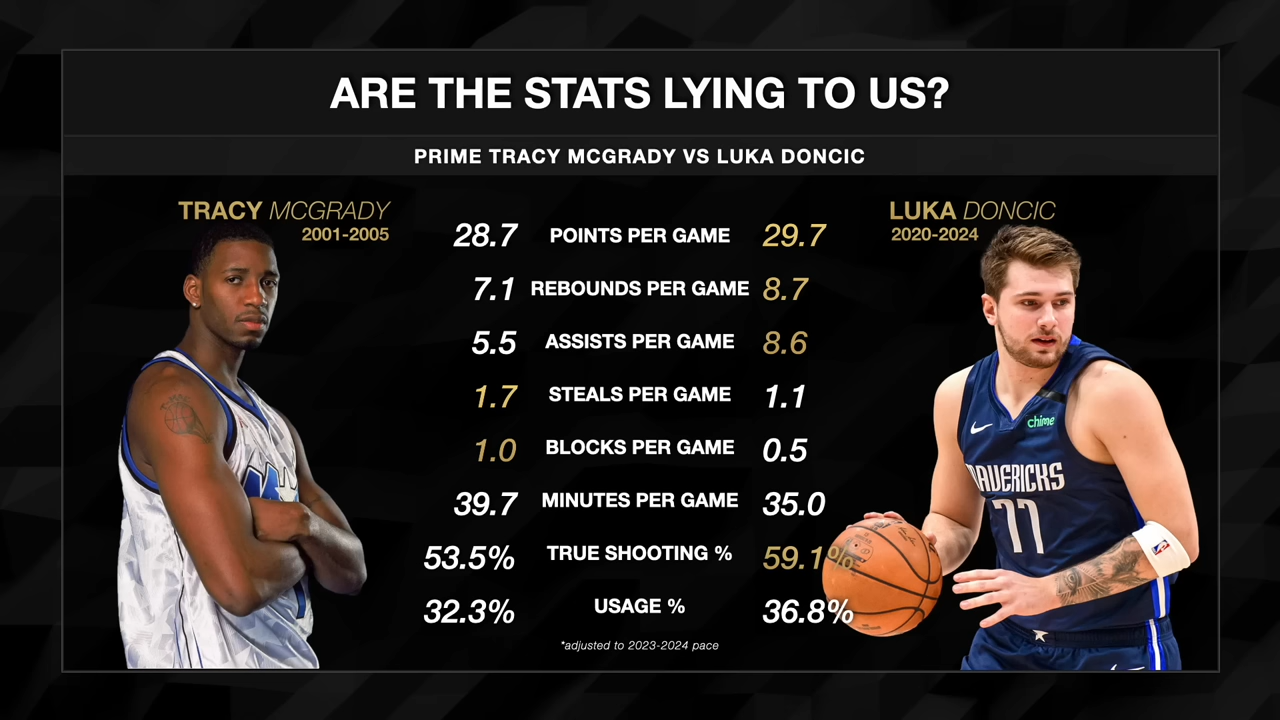 ARE THE STATS LYING TO US?
PRIME TRACY MCGRADY VS LUKA DONCIC
TRACY MCGRADY
2001-2005
LUKA DONCIC
2020-2024
28.7 POINTS PER GAME 29.7
7.1 REBOUNDS PER GAME 8.7
5.5 ASSISTS PER GAME 8.6
1.7 STEALS PER GAME 1.1
1.0 BLOCKS PER GAME 0.5
39.7 MINUTES PER GAME 35.0
53.5% TRUE SHOOTING % 59.1%
32.3% USAGE % 36.8%
*adjusted to 2023-2024 pace
chime
MAVERICKS
77